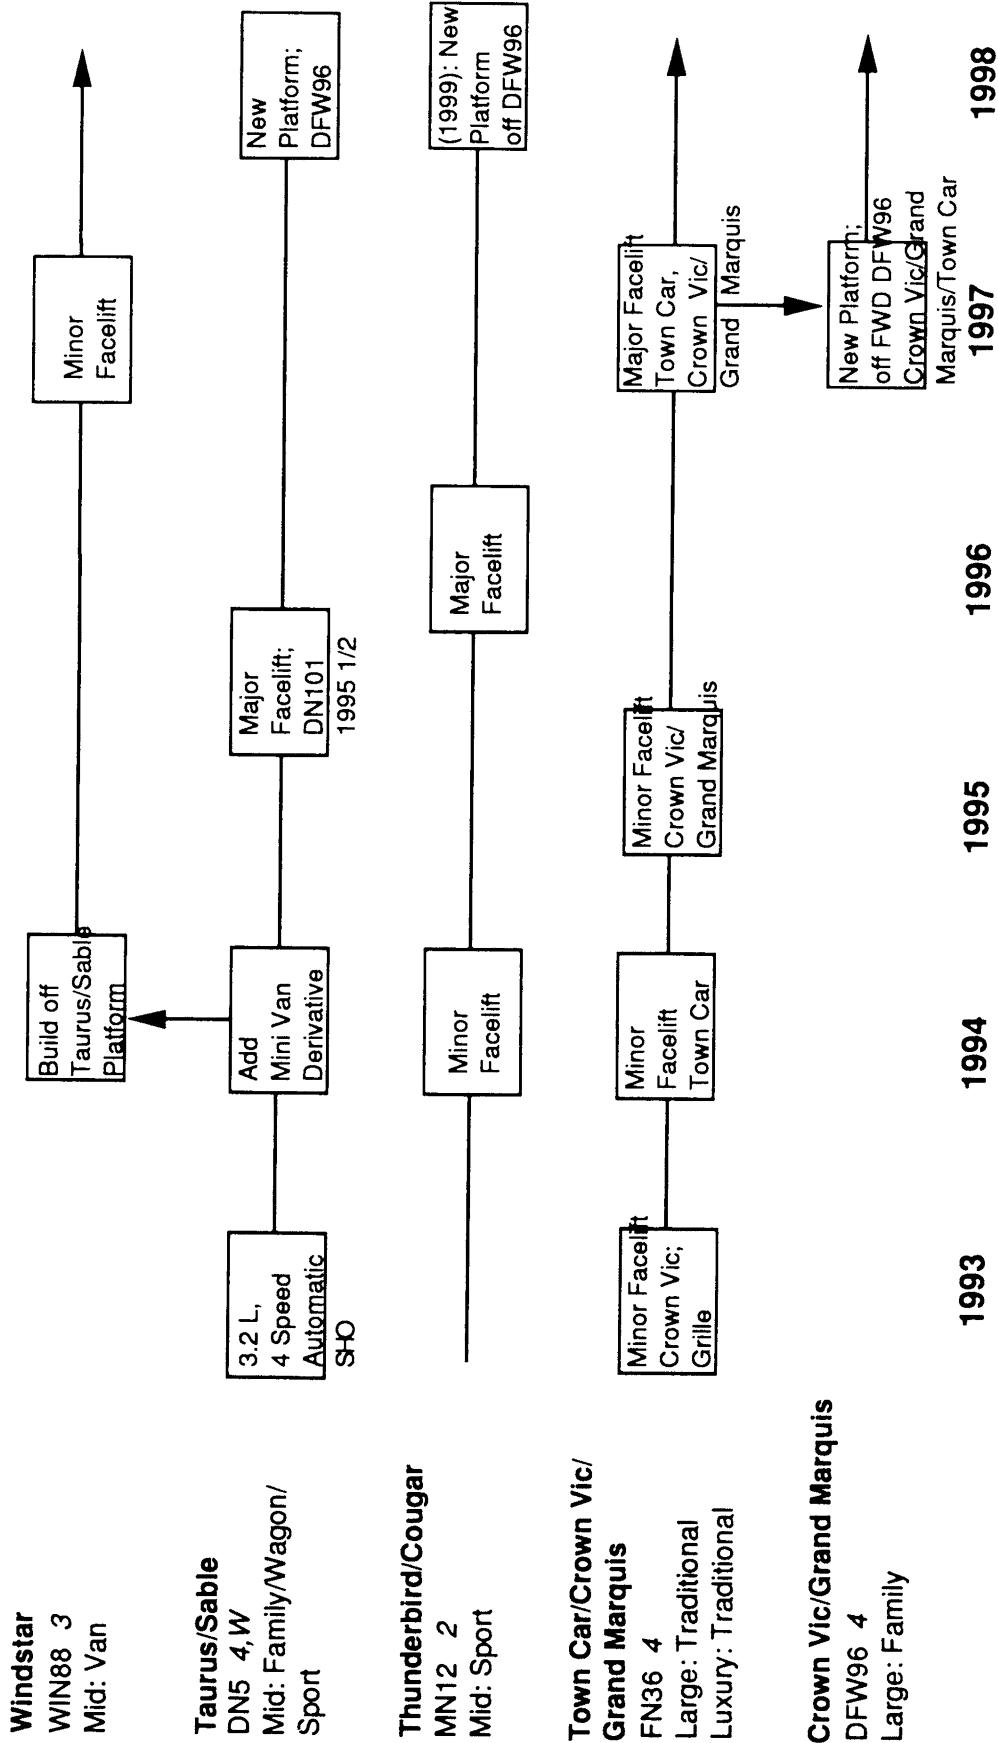 Windstar
WIN88 3
Mid: Van
Build off
Taurus/Sable
Platform
Minor
Facelift
Taurus/Sable
DN5 4,W
Mid: Family/Wagon/
Sport
3.2 L,
4 Speed
Automatic
SHO
Add
Mini Van
Derivative
Major
Facelift;
DN101
1995 1/2
New
Platform;
DFW96
Thunderbird/Cougar
MN12 2
Mid: Sport
Minor
Facelift
Major
Facelift
(1999): New
Platform
off DFW96
Town Car/Crown Vic/
Grand Marquis
FN36 4
Large: Traditional
Luxury: Traditional
Minor Facelift
Crown Vic;
Grille
Minor
Facelift
Town Car
Minor Facelift
Crown Vic/
Grand Marquis
Major Facelift
Town Car,
Crown Vic/
Grand Marquis
Crown Vic/Grand Marquis
DFW96 4
Large: Family
New Platform;
off FWD DFW96
Crown Vic/Grand
Marquis/Town Car
1993
1994
1995
1996
1997
1998